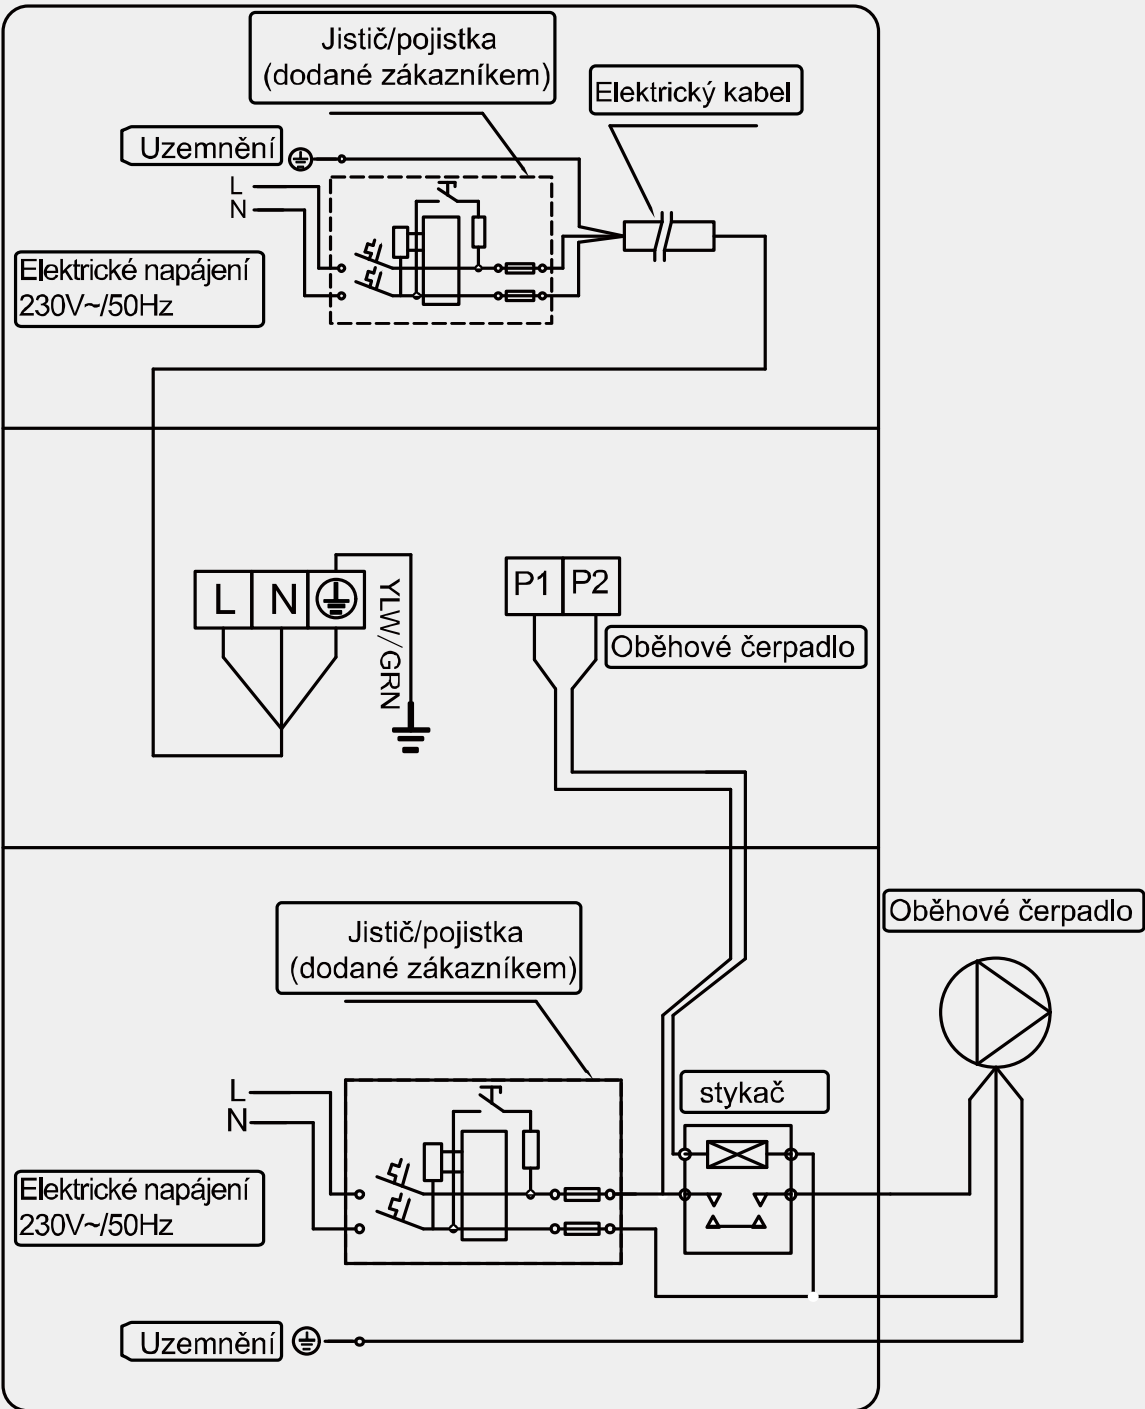 Jistič/pojistka
(dodané zákazníkem)
Elektrický kabel
Uzemnění
L
N
Elektrické napájení
230V~/50Hz
L N
YLW/GRN
P1 P2
Oběhové čerpadlo
Oběhové čerpadlo
Jistič/pojistka
(dodané zákazníkem)
L
N
stykač
Elektrické napájení
230V~/50Hz
Uzemnění